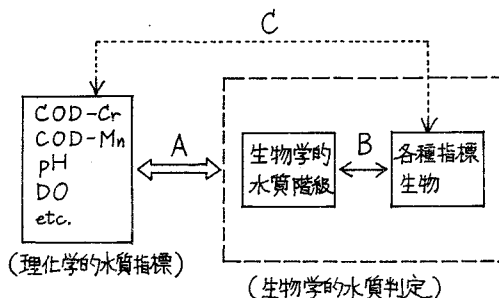 C
COD-Cr
COD-Mn
pH
DO
etc.
A
生物学的
水質階級
B
各種指標
生物
(理化学的水質指標)
(生物学的水質判定)